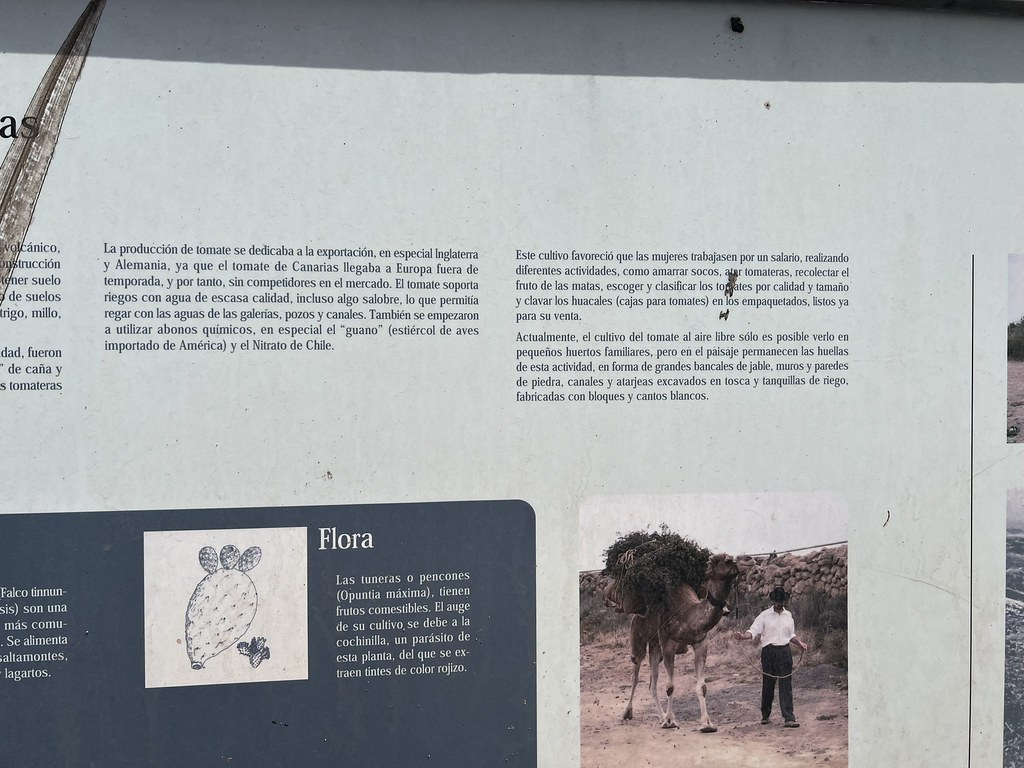 as
volcánico,
onstrucción
tener suelo
o de suelos
trigo, millo,
dad, fueron
" de caña y
s tomateras
La producción de tomate se dedicaba a la exportación, en especial Inglaterra
y Alemania, ya que el tomate de Canarias llegaba a Europa fuera de
temporada, y por tanto, sin competidores en el mercado. El tomate soporta
riegos con agua de escasa calidad, incluso algo salobre, lo que permitía
regar con las aguas de las galerías, pozos y canales. También se empezaron
a utilizar abonos químicos, en especial el "guano" (estiércol de aves
importado de América) y el Nitrato de Chile.
Este cultivo favoreció que las mujeres trabajasen por un salario, realizando
diferentes actividades, como amarrar socos, tomateras, recolectar el
fruto de las matas, escoger y clasificar los tomates por calidad y tamaño
y clavar los huacales (cajas para tomates) en los empaquetados, listos ya
para su venta.
Actualmente, el cultivo del tomate al aire libre sólo es posible verlo en
pequeños huertos familiares, pero en el paisaje permanecen las huellas
de esta actividad, en forma de grandes bancales de jable, muros y paredes
de piedra, canales y atarjeas excavados en tosca y tanquillas de riego,
fabricadas con bloques y cantos blancos.
Falco tinnun-
sis) son una
más comu-
. Se alimenta
saltamontes,
lagartos.
Flora
Las tuneras o pencones
(Opuntia máxima), tienen
frutos comestibles. El auge
de su cultivo se debe a la
cochinilla, un parásito de
esta planta, del que se ex-
traen tintes de color rojizo.